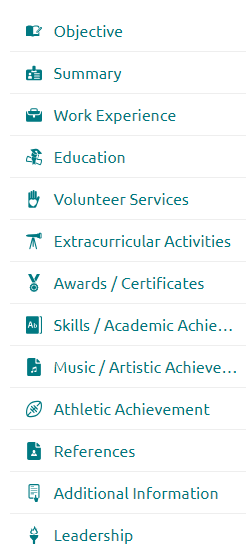 Objective
Summary
Work Experience
Education
Volunteer Services
Extracurricular Activities
Awards / Certificates
Ab
Skills / Academic Achie...
Music / Artistic Achieve...
Athletic Achievement
References
Additional Information
Leadership